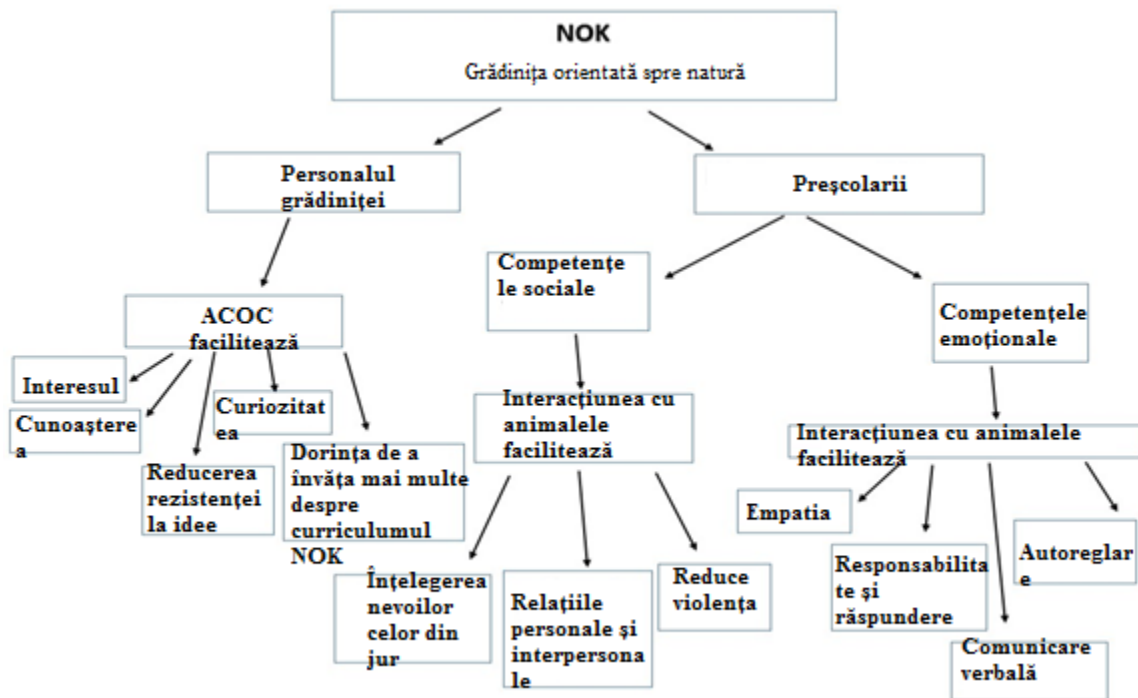 NOK
Grădinița orientată spre natură
Personalul
grădiniței
Preșcolarii
Competențe
le sociale
Competențele
emoționale
ACOC
facilitează
Interesul
Cunoaștere
a
Curiozitat
ea
Reducerea
rezistenței
la idee
Dorința de a
învăța mai multe
despre
curriculumul
NOK
Interacțiunea cu
animalele
facilitează
Interacțiunea cu animalele
facilitează
Înțelegerea
nevoilor
celor din
jur
Relațiile
personale și
interpersona
le
Reduce
violența
Empatia
Responsabilita
te și
răspundere
Comunicare
verbală
Autoreglar
e